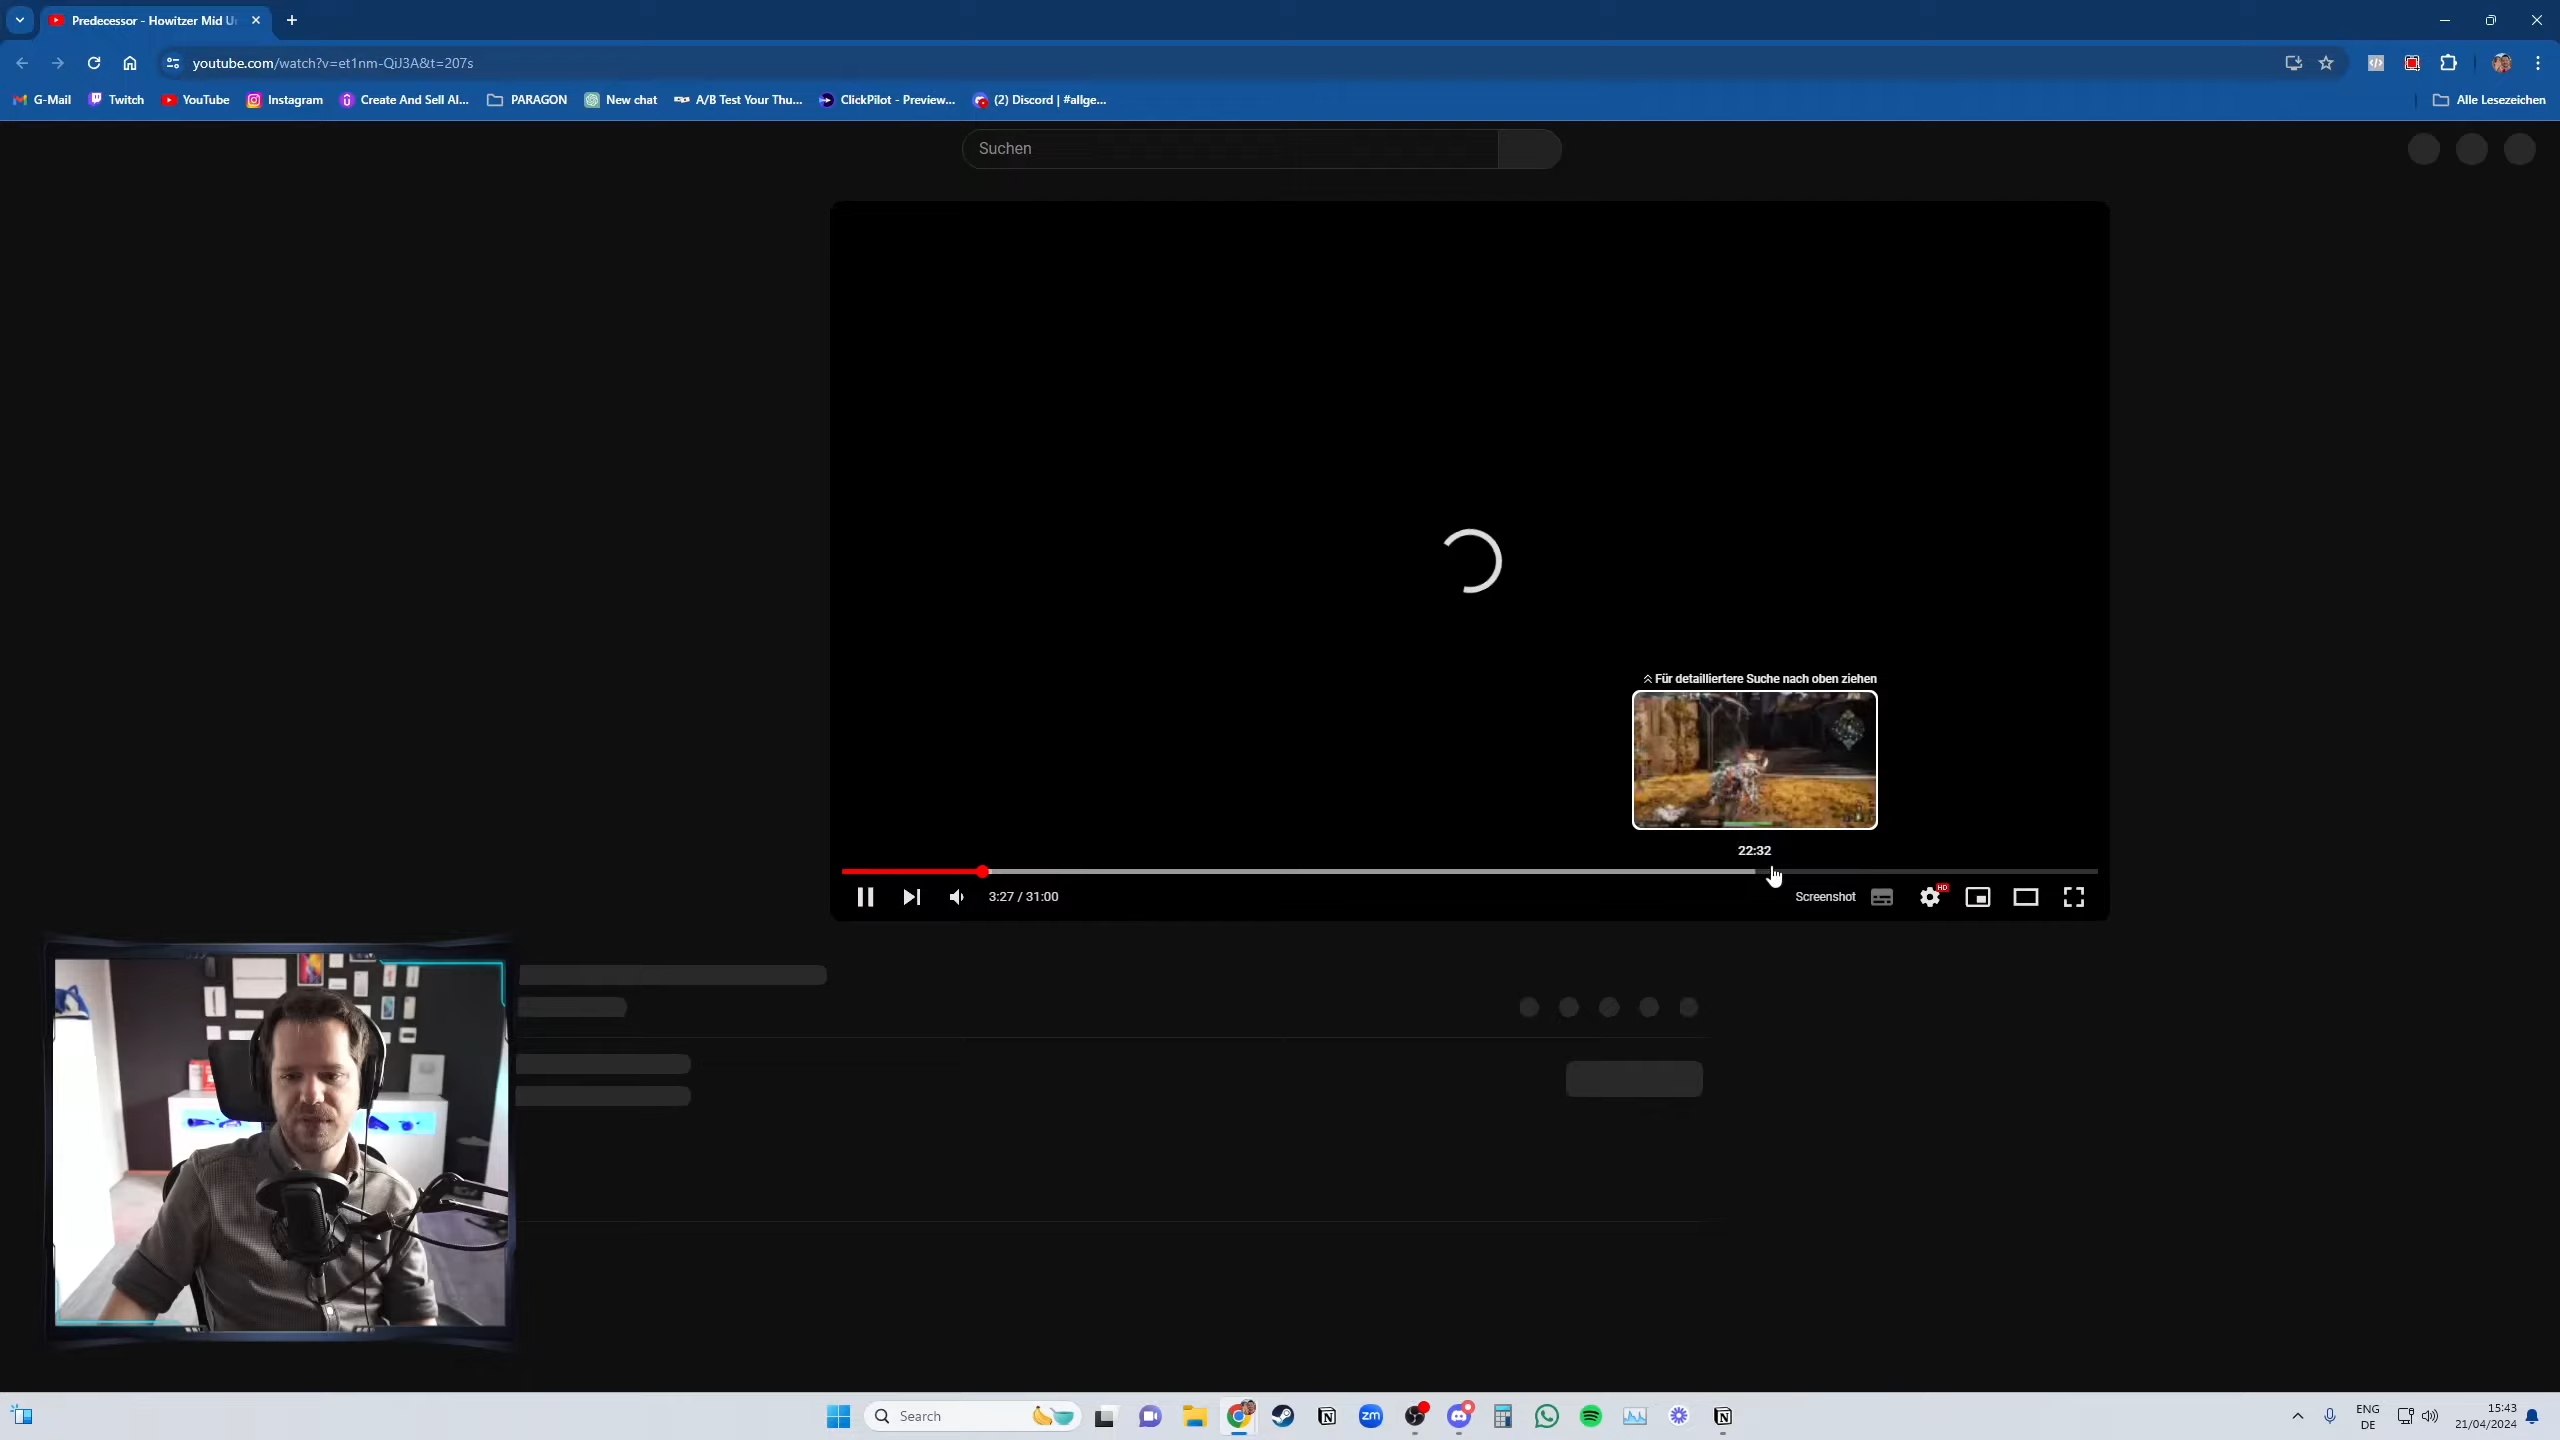 Predecessor - Howitzer Mid U
youtube.com/watch?v=et1nm-QiJ3A&t=207s
G-Mail
Twitch
YouTube
Instagram
Create And Sell AI...
PARAGON
New chat
A/B Test Your Thu...
ClickPilot - Preview...
(2) Discord | #allge...
Alle Lesezeichen
Suchen
Für detailliertere Suche nach oben ziehen
22:32
3:27 / 31:00
Screenshot
HD
Search
zm
ENG
DE
15:43
21/04/2024